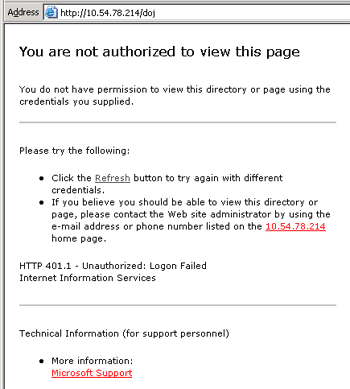 Address http://10.54.78.214/doj
You are not authorized to view this page
You do not have permission to view this directory or page using the
credentials you supplied.
Please try the following:
• Click the Refresh button to try again with different
credentials.
• If you believe you should be able to view this directory or
page, please contact the Web site administrator by using the
e-mail address or phone number listed on the 10.54.78.214
home page.
HTTP 401.1 - Unauthorized: Logon Failed
Internet Information Services
Technical Information (for support personnel)
• More information:
Microsoft Support